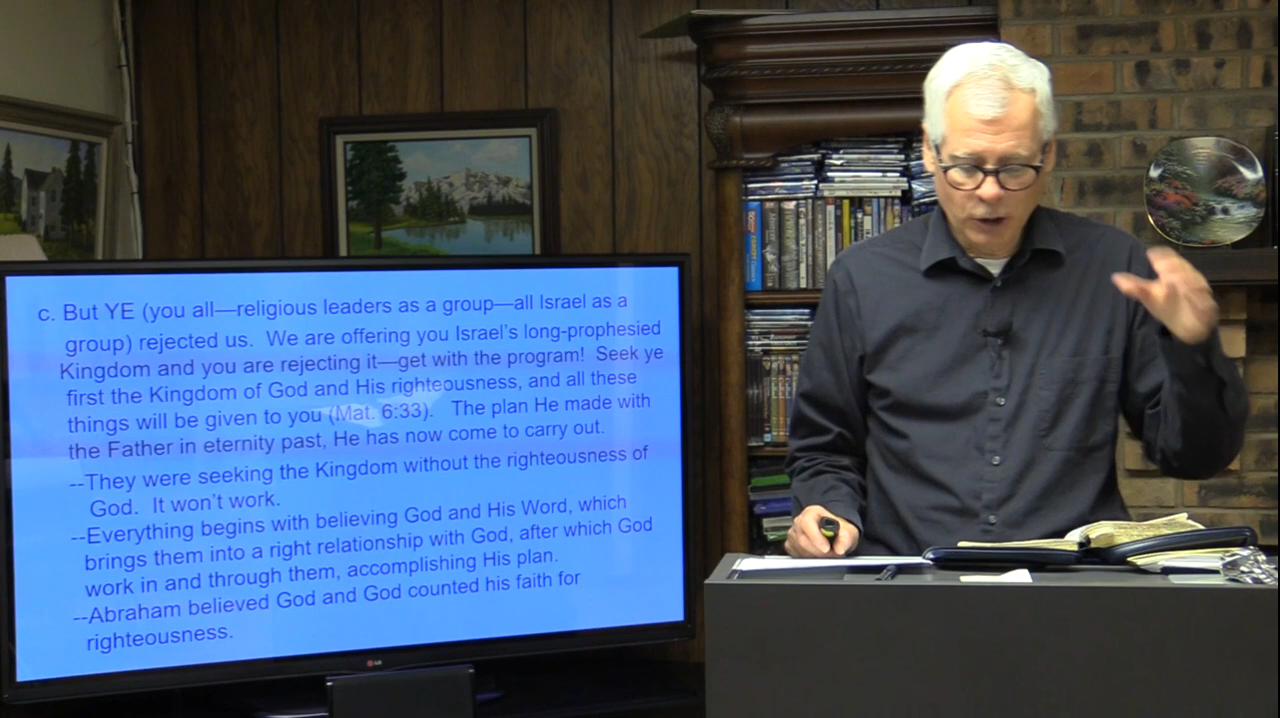 c. But YE (you all—religious leaders as a group—all Israel as a
group) rejected us. We are offering you Israel's long-prophesied
Kingdom and you are rejecting it—get with the program! Seek ye
first the Kingdom of God and His righteousness, and all these
things will be given to you (Mat. 6:33). The plan He made with
the Father in eternity past, He has now come to carry out.
--They were seeking the Kingdom without the righteousness of
God. It won't work.
--Everything begins with believing God and His Word, which
brings them into a right relationship with God, after which God
work in and through them, accomplishing His plan.
--Abraham believed God and God counted his faith for
righteousness.
LG